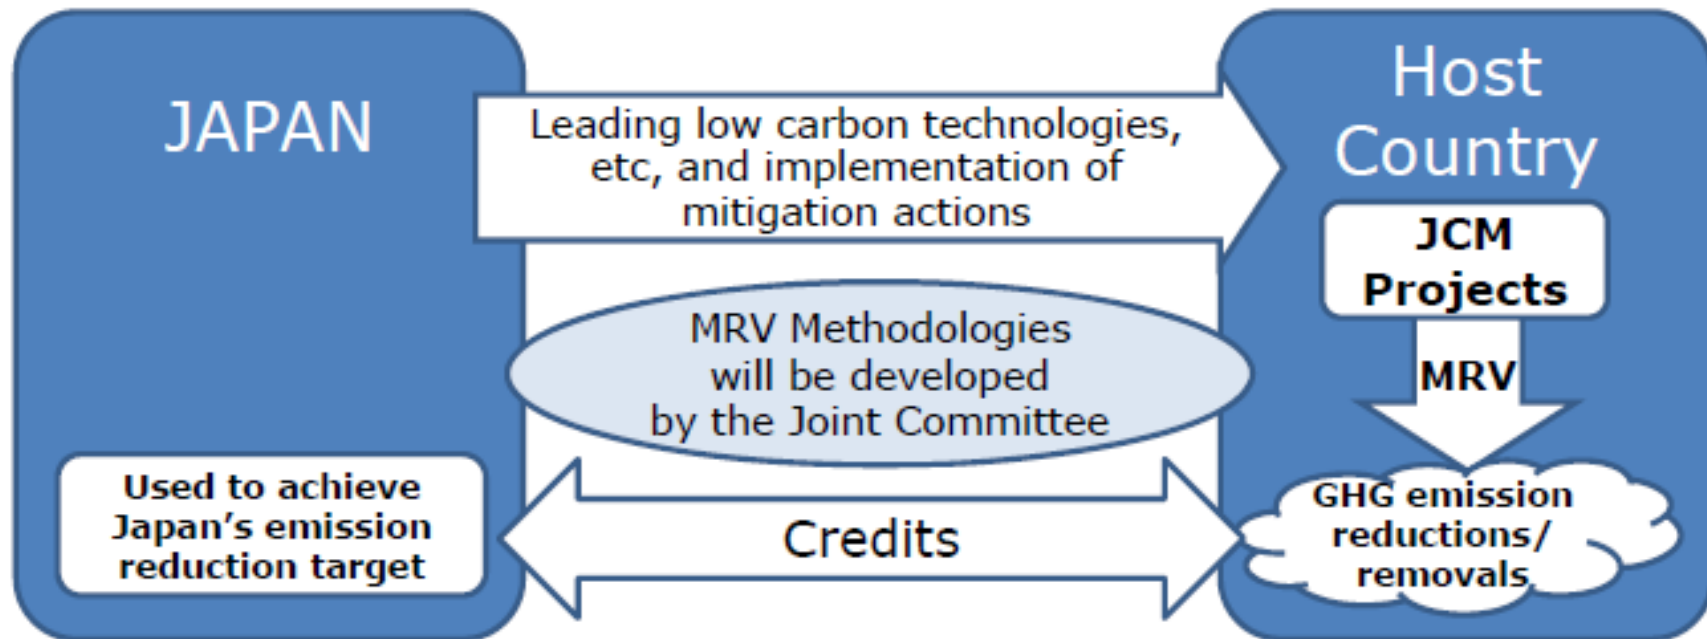 JAPAN
Leading low carbon technologies,
etc, and implementation of
mitigation actions
Host
Country
JCM
Projects
MRV
MRV Methodologies
will be developed
by the Joint Committee
Used to achieve
Japan's emission
reduction target
Credits
GHG emission
reductions/
removals